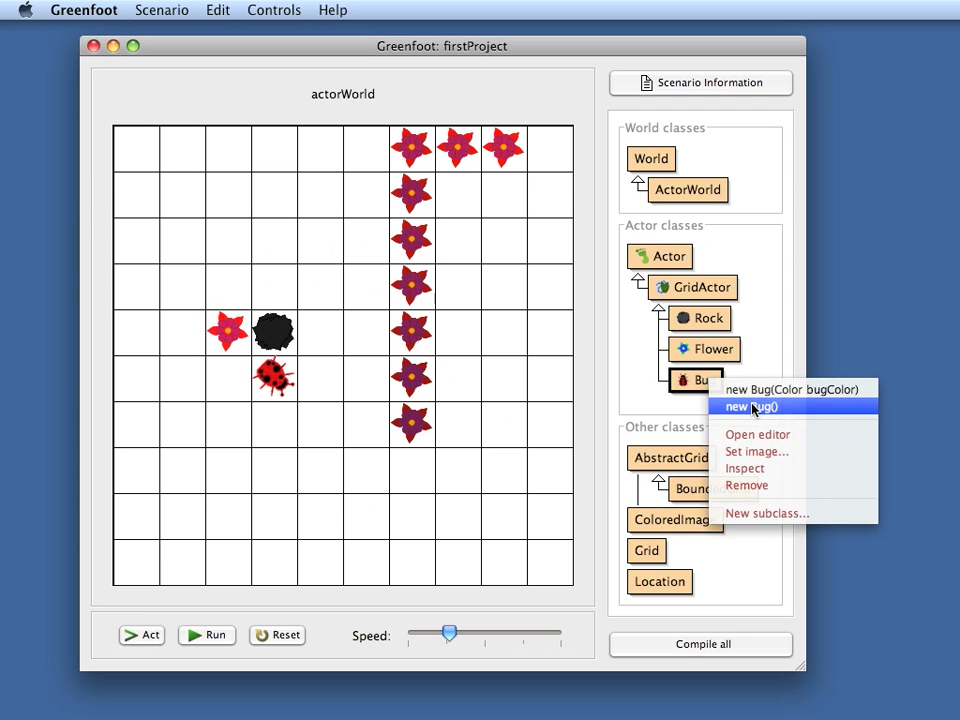 Greenfoot Scenario Edit Controls Help
Greenfoot: firstProject
actorWorld
Scenario Information
World classes
World
ActorWorld
Actor classes
Actor
GridActor
Rock
Flower
new Bug(Color bugColor)
new Bug()
Open editor
Set image...
Inspect
Remove
New subclass...
Other classes
AbstractGrid
ColoredImag
Grid
Location
Act Run Reset Speed:
Compile all